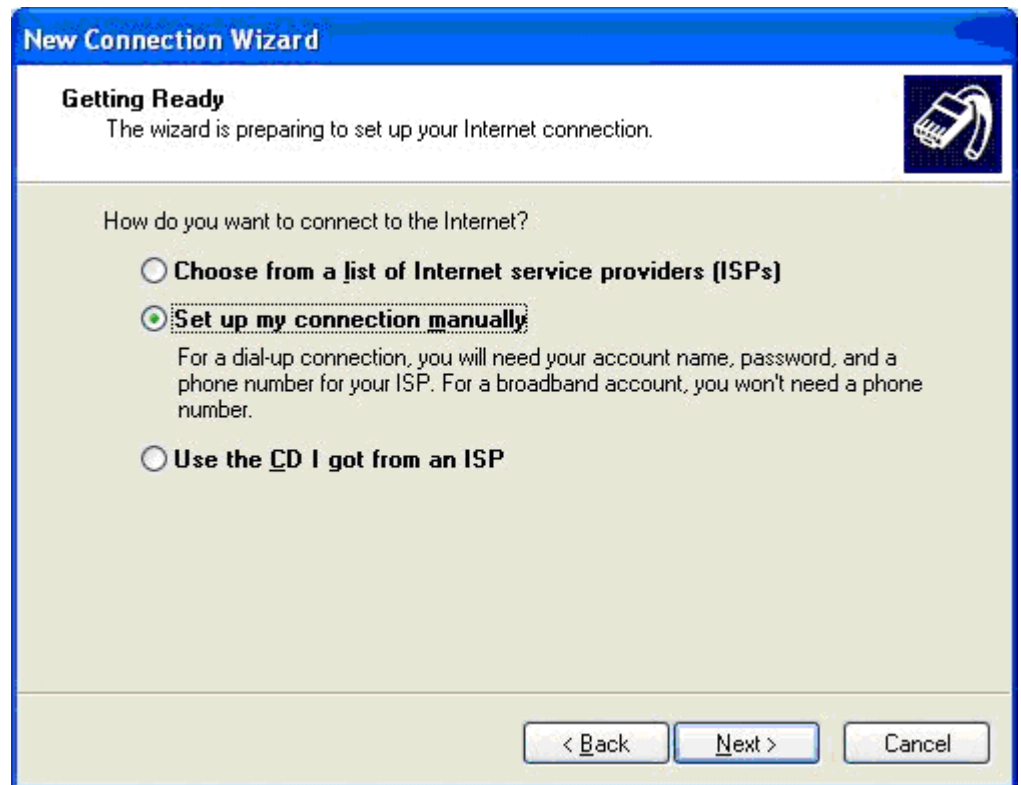 New Connection Wizard
Getting Ready
The wizard is preparing to set up your Internet connection.
How do you want to connect to the Internet?
Choose from a list of Internet service providers (ISPs)
Set up my connection manually
For a dial-up connection, you will need your account name, password, and a
phone number for your ISP. For a broadband account, you won't need a phone
number.
Use the CD I got from an ISP
< Back Next > Cancel